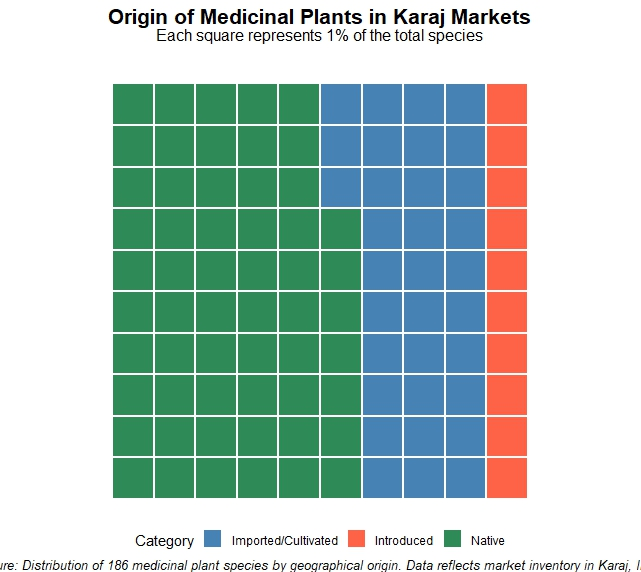 Origin of Medicinal Plants in Karaj Markets
Each square represents 1% of the total species
Category Imported/Cultivated Introduced Native
Distribution of 186 medicinal plant species by geographical origin. Data reflects market inventory in Karaj,